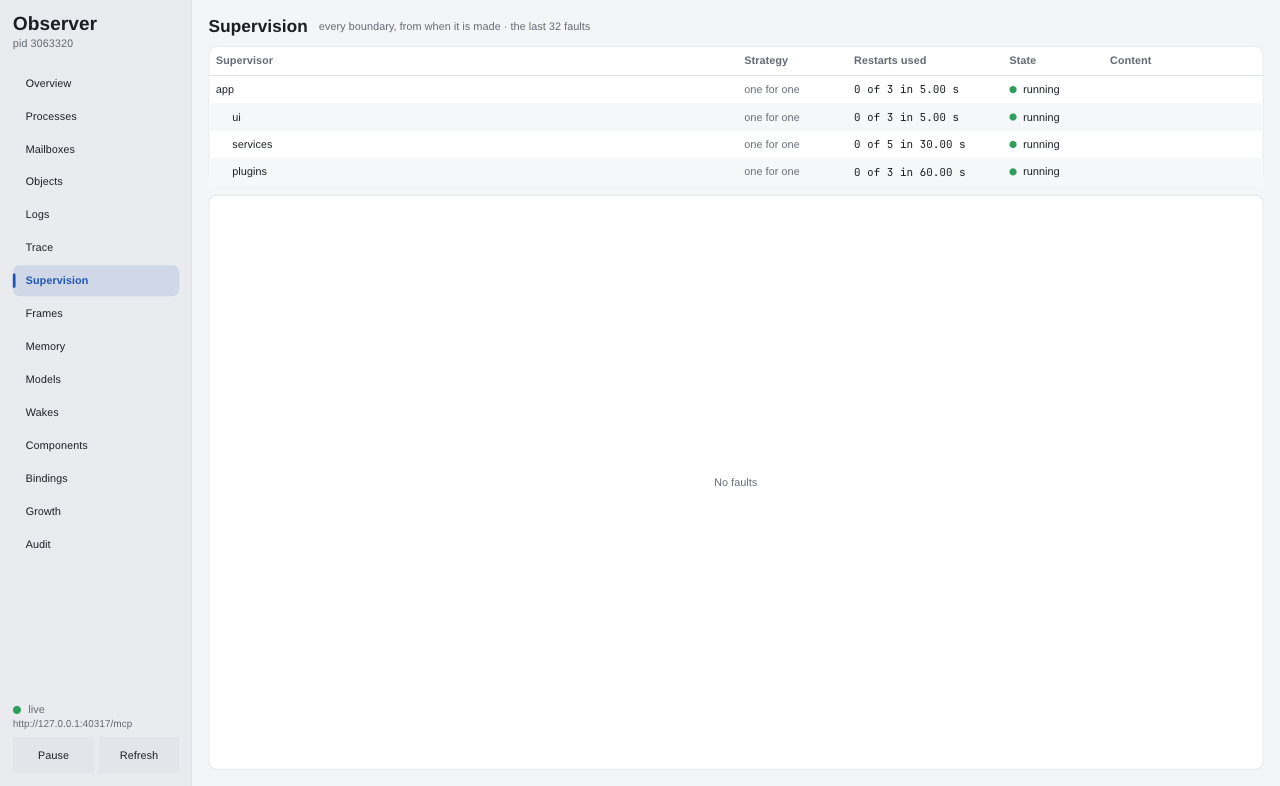 Observer
pid 3063320
Overview
Processes
Mailboxes
Objects
Logs
Trace
Supervision
Frames
Memory
Models
Wakes
Components
Bindings
Growth
Audit
live
http://127.0.0.1:40317/mcp
Pause Refresh
Supervision every boundary, from when it is made · the last 32 faults
Supervisor Strategy Restarts used State Content
app one for one 0 of 3 in 5.00 s running
ui one for one 0 of 3 in 5.00 s running
services one for one 0 of 5 in 30.00 s running
plugins one for one 0 of 3 in 60.00 s running
No faults